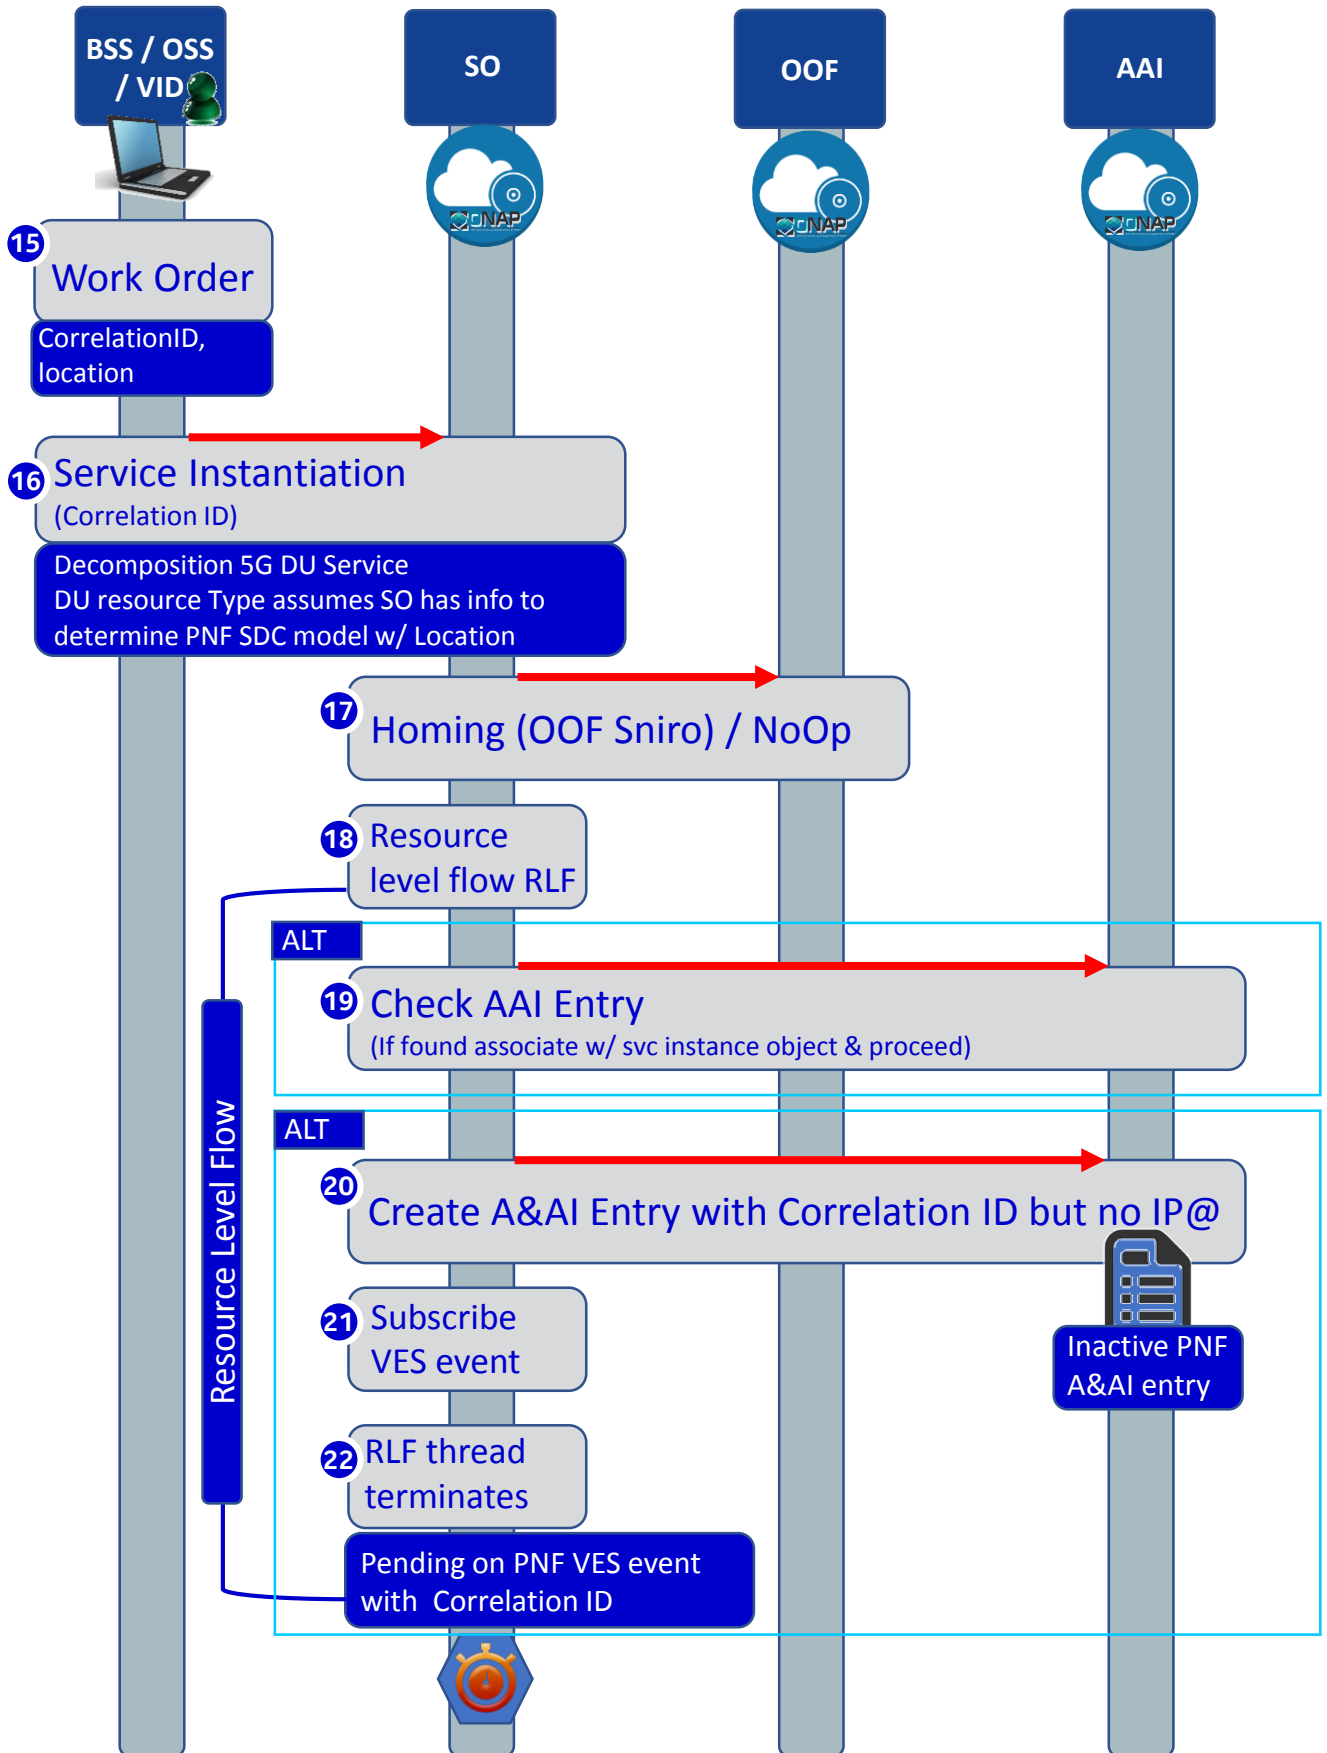 BSS / OSS
/ VID
SO
OOF
AAI
ONAP
ONAP
ONAP
15
Work Order
CorrelationID,
location
16
Service Instantiation
(Correlation ID)
Decomposition 5G DU Service
DU resource Type assumes SO has info to
determine PNF SDC model w/ Location
17
Homing (OOF Sniro) / NoOp
18
Resource
level flow RLF
ALT
19
Check AAI Entry
(If found associate w/ svc instance object & proceed)
Resource Level Flow
ALT
20
Create A&AI Entry with Correlation ID but no IP@
21
Subscribe
VES event
Inactive PNF
A&AI entry
22
RLF thread
terminates
Pending on PNF VES event
with  Correlation ID